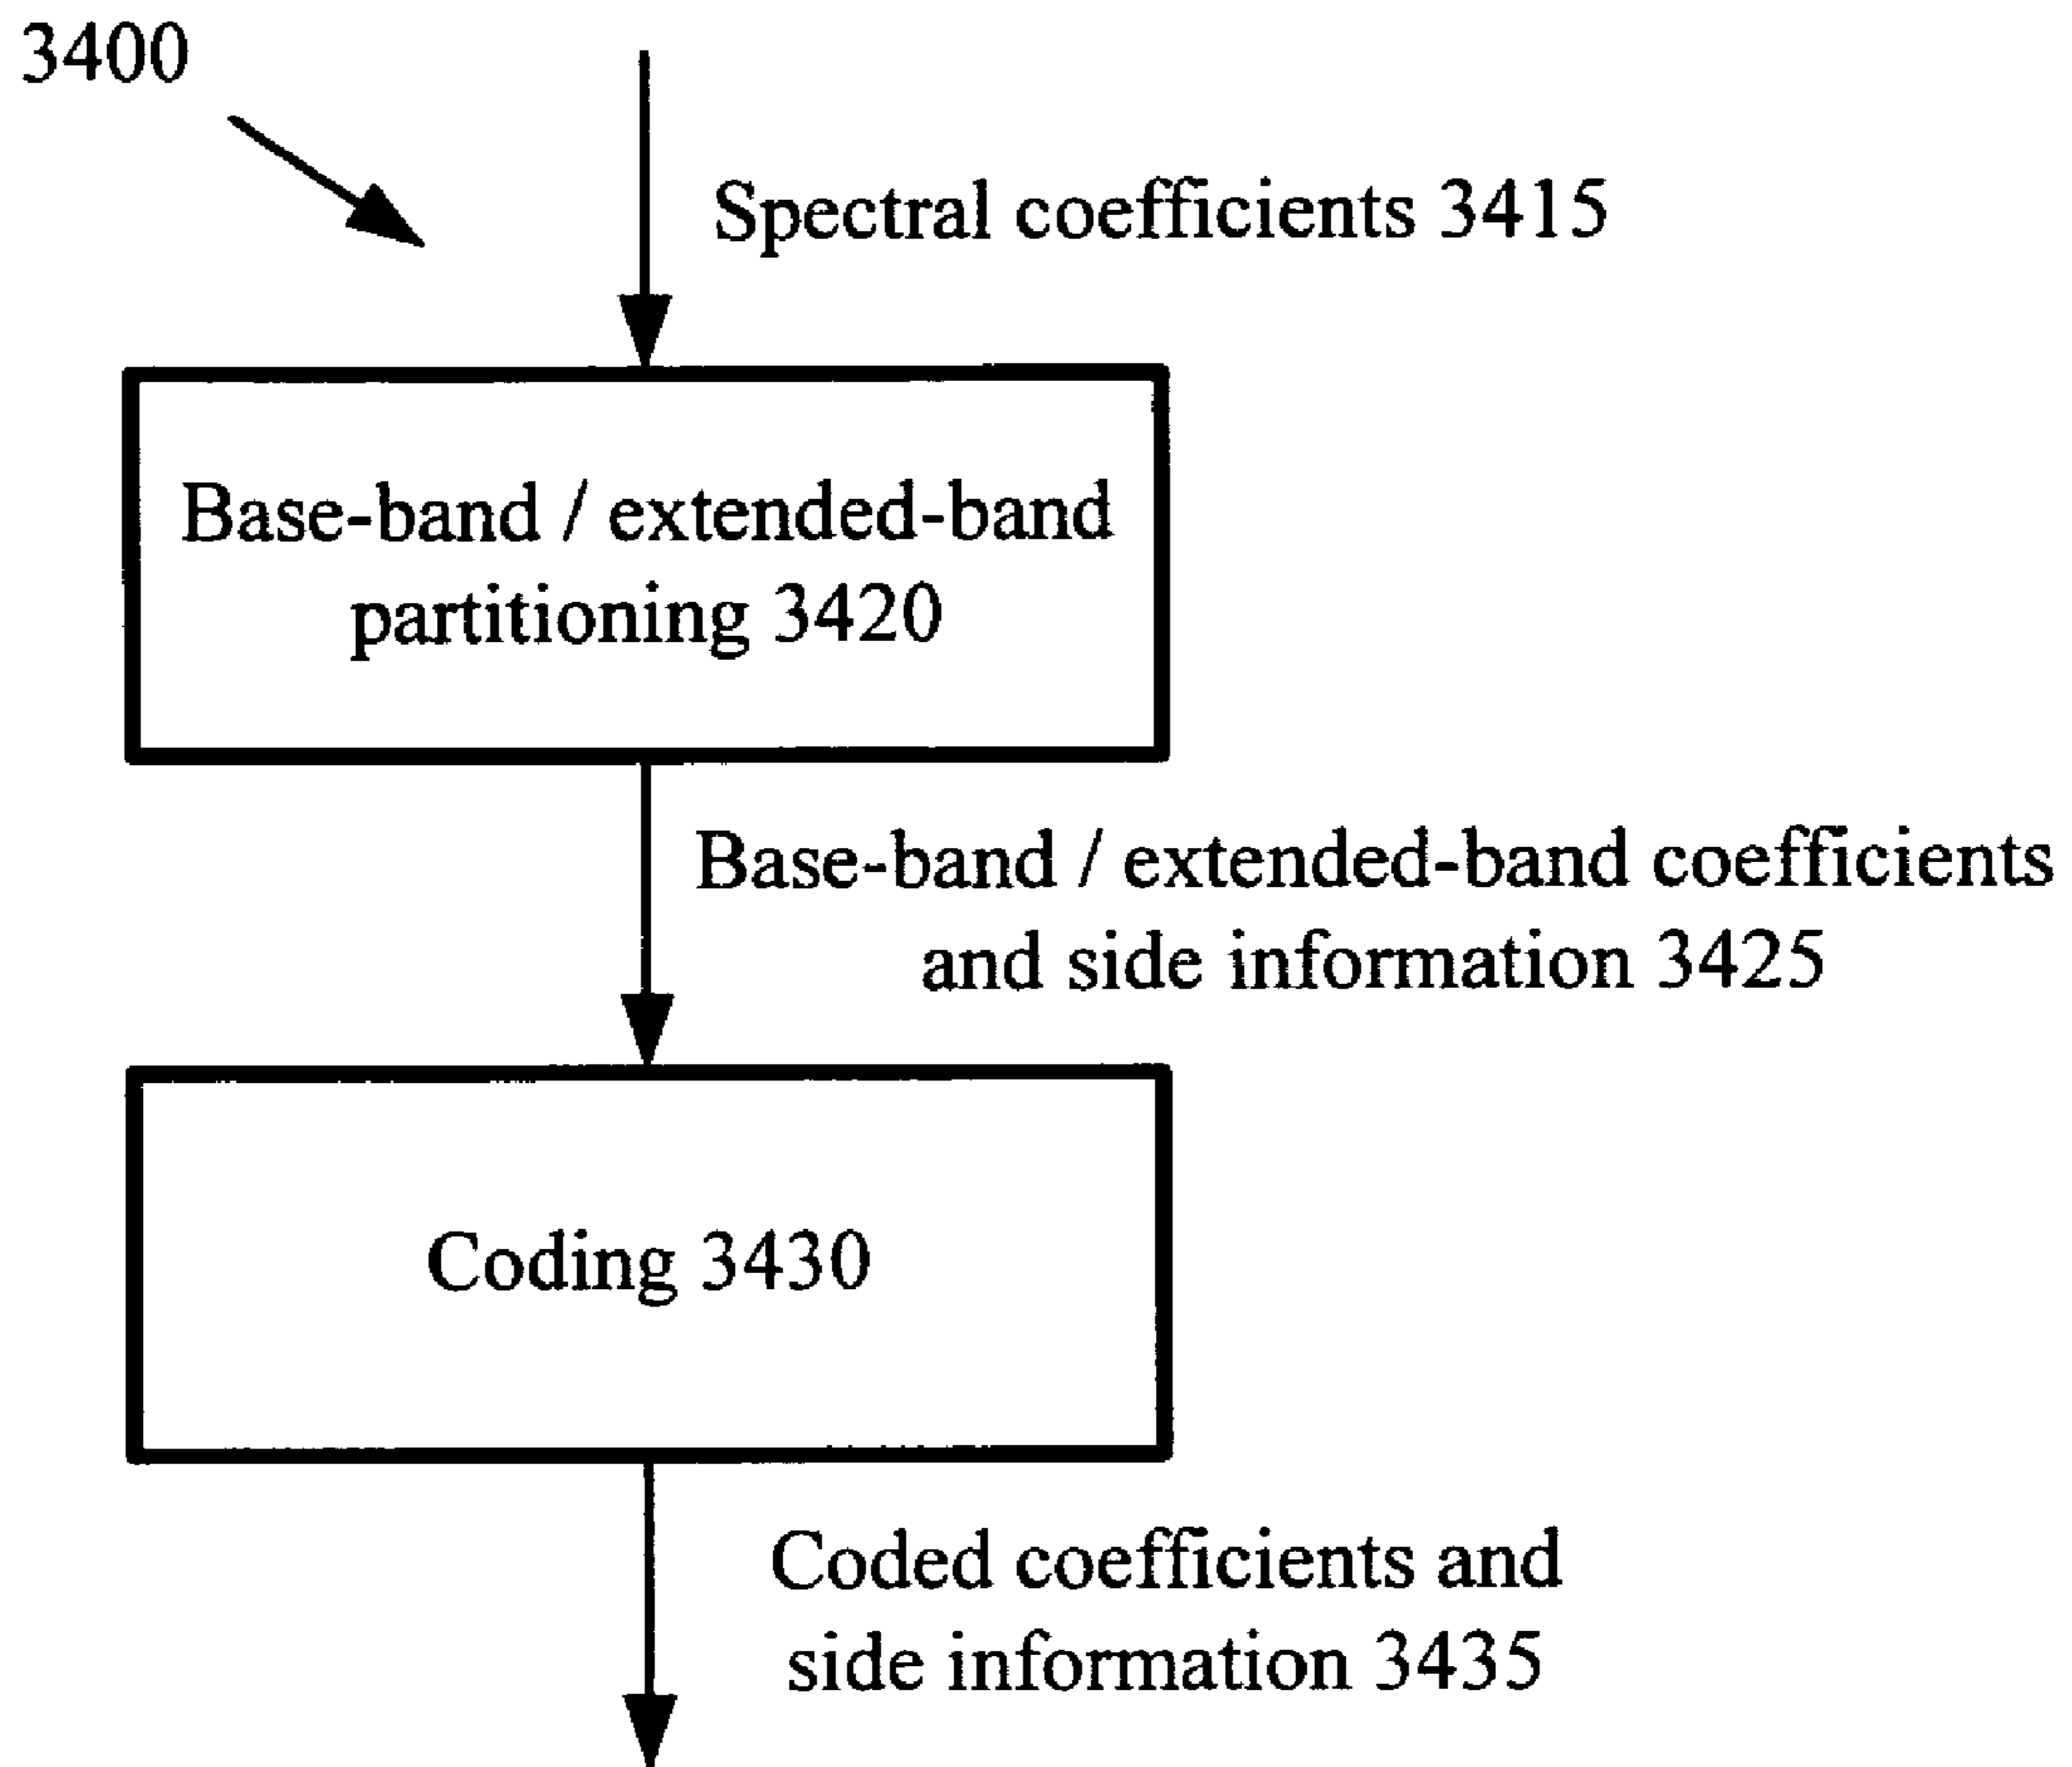 3400
Spectral coefficients 3415
Base-band / extended-band
partitioning 3420
Base-band / extended-band coefficients
and side information 3425
Coding 3430
Coded coefficients and
side information 3435